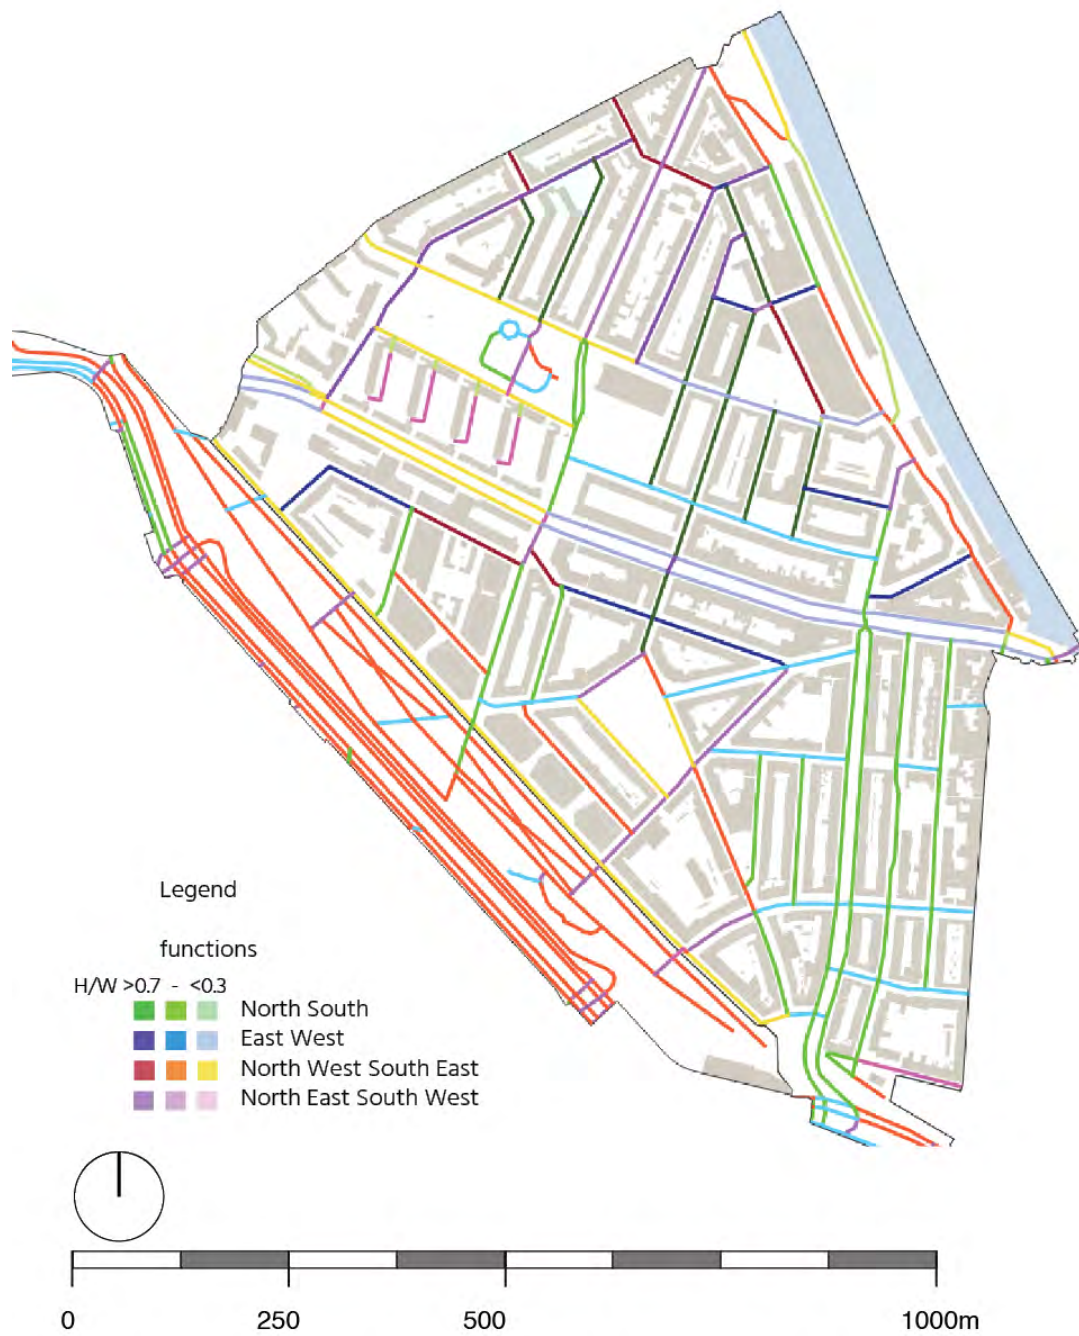 Legend
functions
H/W >0.7 - <0.3
North South
East West
North West South East
North East South West
0 250 500 1000m